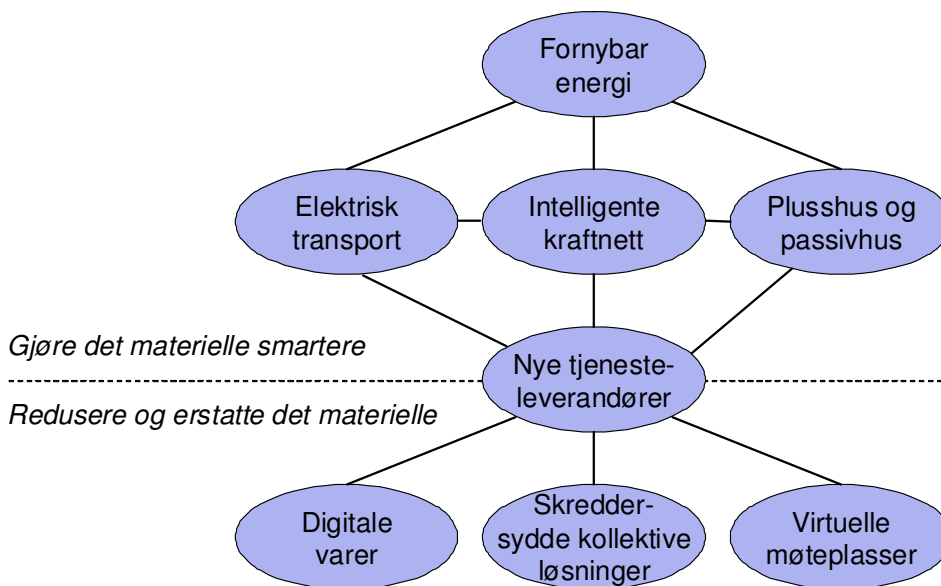 Fornybar
energi
Elektrisk
transport
Intelligente
kraftnett
Plusshus og
passivhus
Gjøre det materielle smartere
Nye tjeneste-
leverandører
Redusere og erstatte det materielle
Digitale
varer
Skredder-
sydde kollektive
løsninger
Virtuelle
møteplasser